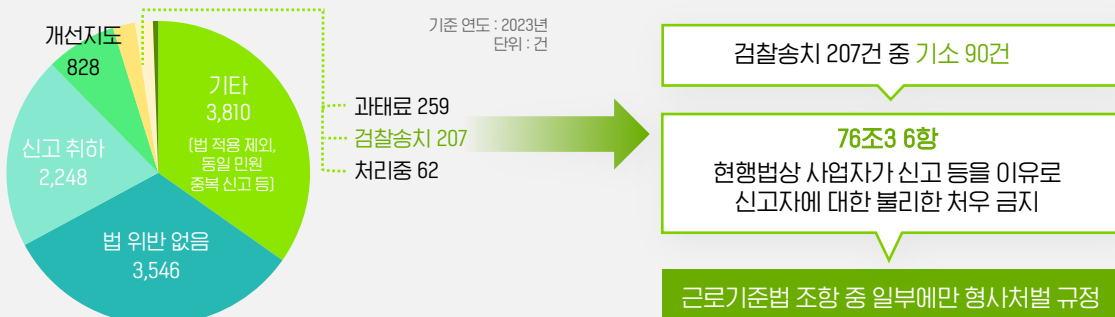 기준 연도 : 2023년
단위 : 건
개선지도
828
기타
3,810
(법 적용 제외,
동일 민원
중복 신고 등)
신고 취하
2,248
법 위반 없음
3,546
과태료 259
검찰송치 207
처리중 62
검찰송치 207건 중 기소 90건
76조3 6항
현행법상 사업자가 신고 등을 이유로
신고자에 대한 불리한 처우 금지
근로기준법 조항 중 일부에만 형사처벌 규정